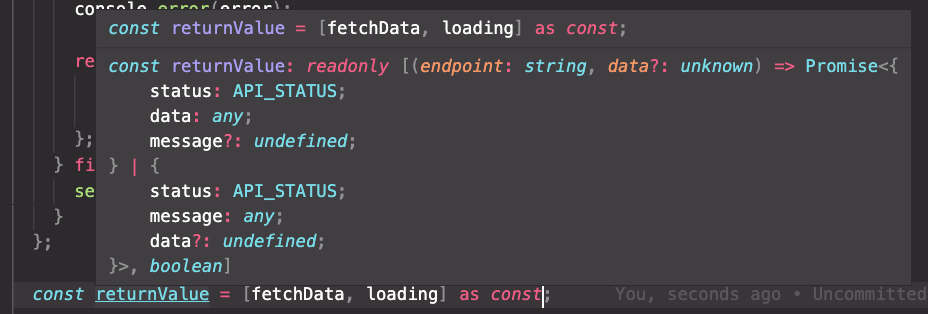 console.error(error);
const returnValue = [fetchData, loading] as const;
const returnValue: readonly [(endpoint: string, data?: unknown) => Promise<{
re
status: API_STATUS;
data: any;
message?: undefined;
};
} | {
} fi
status: API_STATUS;
se
message: any;
}
data?: undefined;
};
}>, boolean]
const returnValue = [fetchData, loading] as const; You, seconds ago • Uncommitted